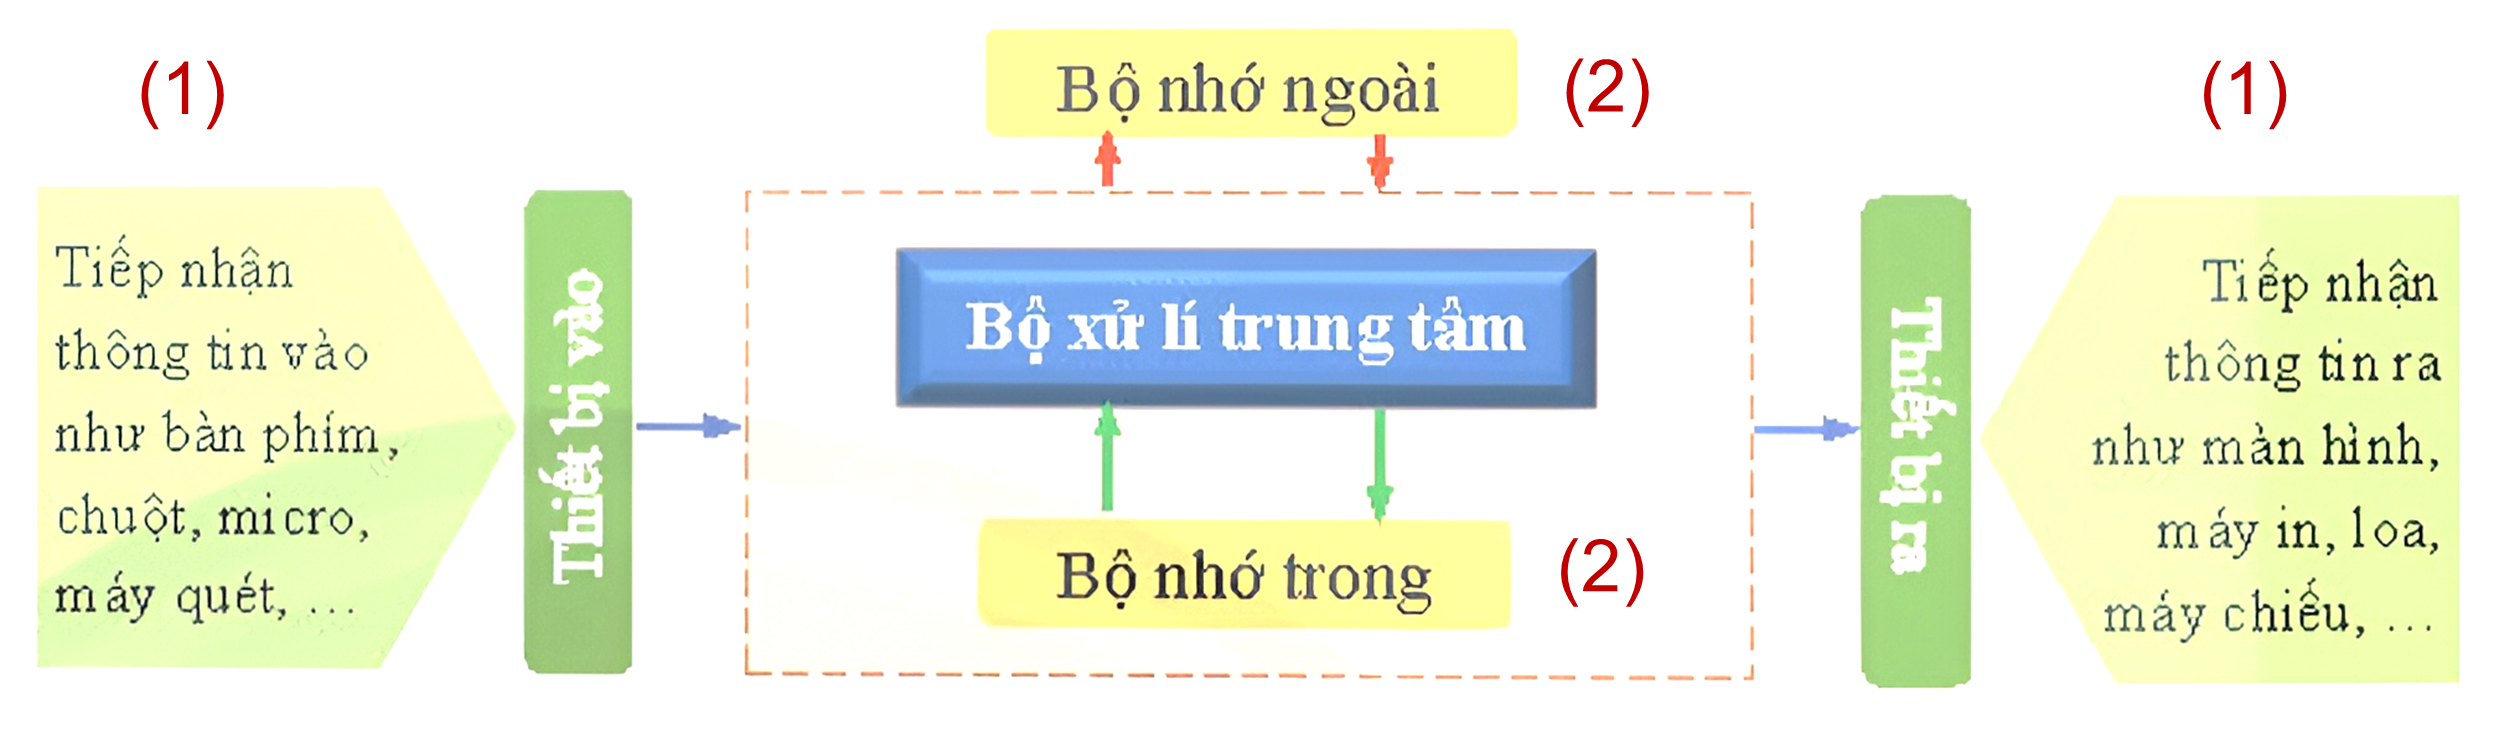 (1)
Tiếp nhận
thông tin vào
như bàn phím,
chuột, micro,
máy quét, ...
Thiết bị vào
Bộ nhớ ngoài
(2)
Bộ xử lí trung tâm
Bộ nhớ trong
(2)
Thiết bị ra
(1)
Tiếp nhận
thông tin ra
như màn hình,
máy in, loa,
máy chiếu, ...